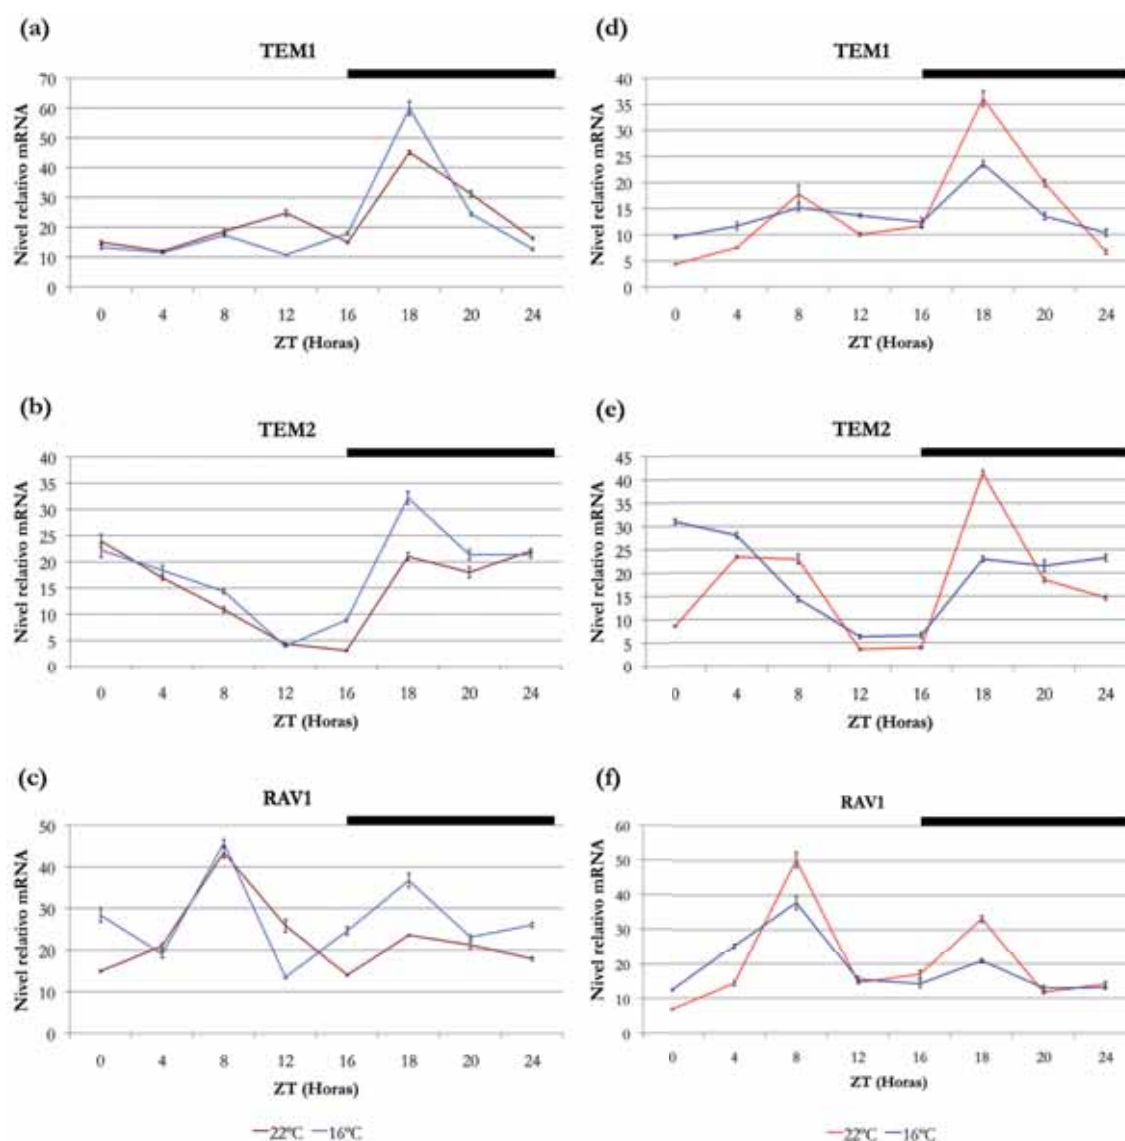 (a)
TEM1
Nivel relativo mRNA
70
60
50
40
30
20
10
0
0 4 8 12 16 18 20 24
ZT (Horas)
(b)
TEM2
Nivel relativo mRNA
40
35
30
25
20
15
10
5
0
0 4 8 12 16 18 20 24
ZT (Horas)
(c)
RAV1
Nivel relativo mRNA
50
40
30
20
10
0
0 4 8 12 16 18 20 24
ZT (Horas)
22ºC 16ºC
(d)
TEM1
Nivel relativo mRNA
40
35
30
25
20
15
10
5
0
0 4 8 12 16 18 20 24
ZT (Horas)
(e)
TEM2
Nivel relativo mRNA
45
40
35
30
25
20
15
10
5
0
0 4 8 12 16 18 20 24
ZT (Horas)
(f)
RAV1
Nivel relativo mRNA
60
50
40
30
20
10
0
0 4 8 12 16 18 20 24
ZT (Horas)
22ºC 16ºC